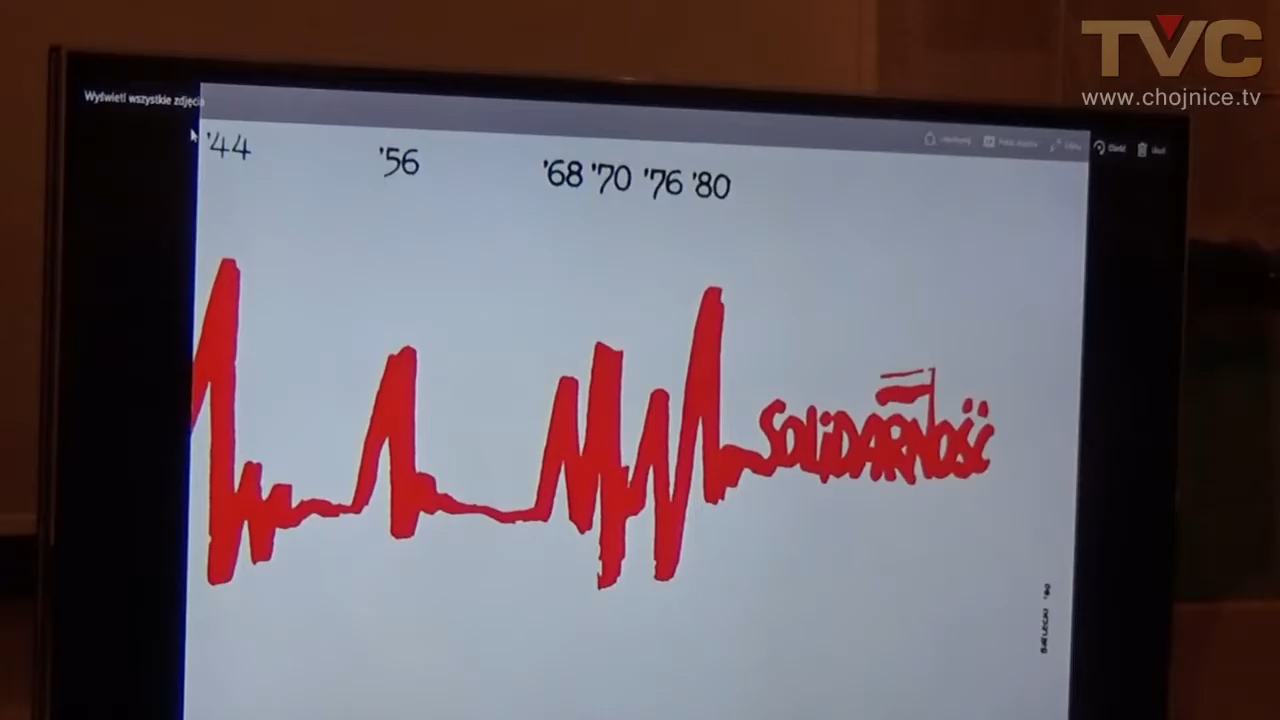 TVC
www.chojnice.tv
Wyświetl wszystkie zdjęcia
'44
'56
'68 '70 '76 '80
SOLIDARNOŚĆ